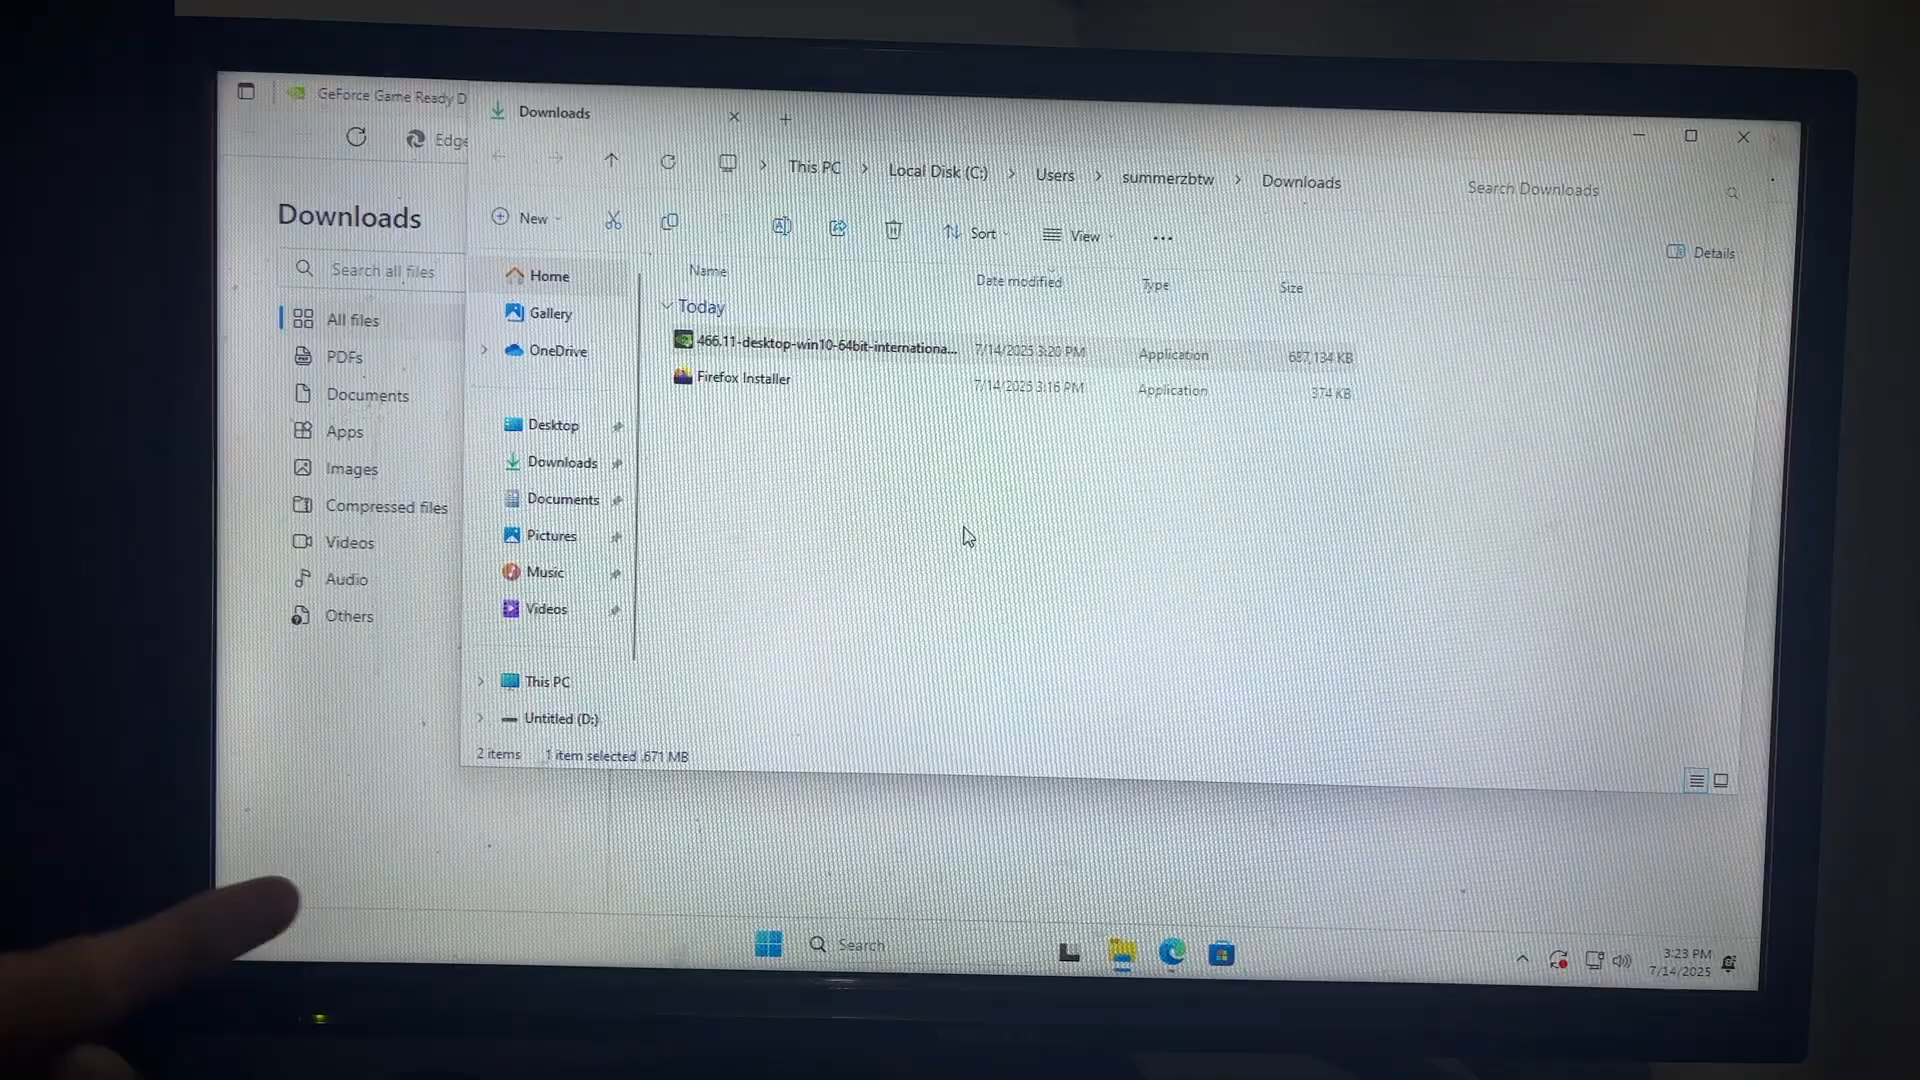 GeForce Game Ready D
Edge
Downloads
Search all files
All files
PDFs
Documents
Apps
Images
Compressed files
Videos
Audio
Others
Downloads
This PC > Local Disk (C:) > Users > summerzbtw > Downloads
Search Downloads
New
Sort
View
Details
Home
Gallery
OneDrive
Desktop
Downloads
Documents
Pictures
Music
Videos
This PC
Untitled (D:)
Name Date modified Type Size
Today
466.11-desktop-win10-64bit-internationa... 7/14/2025 3:20 PM Application 687,134 KB
Firefox Installer 7/14/2025 3:16 PM Application 374 KB
2 items 1 item selected 671 MB
Search
3:23 PM
7/14/2025